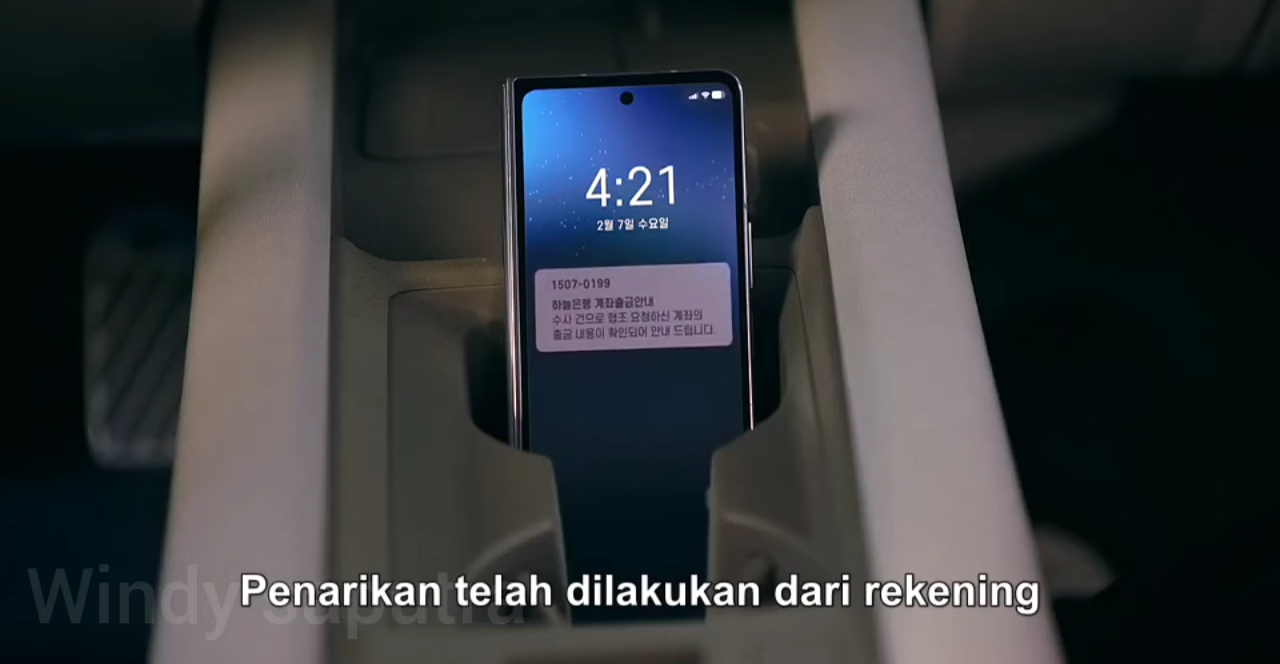 4:21
2월 7일 수요일
1507-0199
하늘은행 계좌출금안내
수사 건으로 협조 요청하신 계좌의
출금 내용이 확인되어 안내 드립니다.
Penarikan telah dilakukan dari rekening
Windy saputra